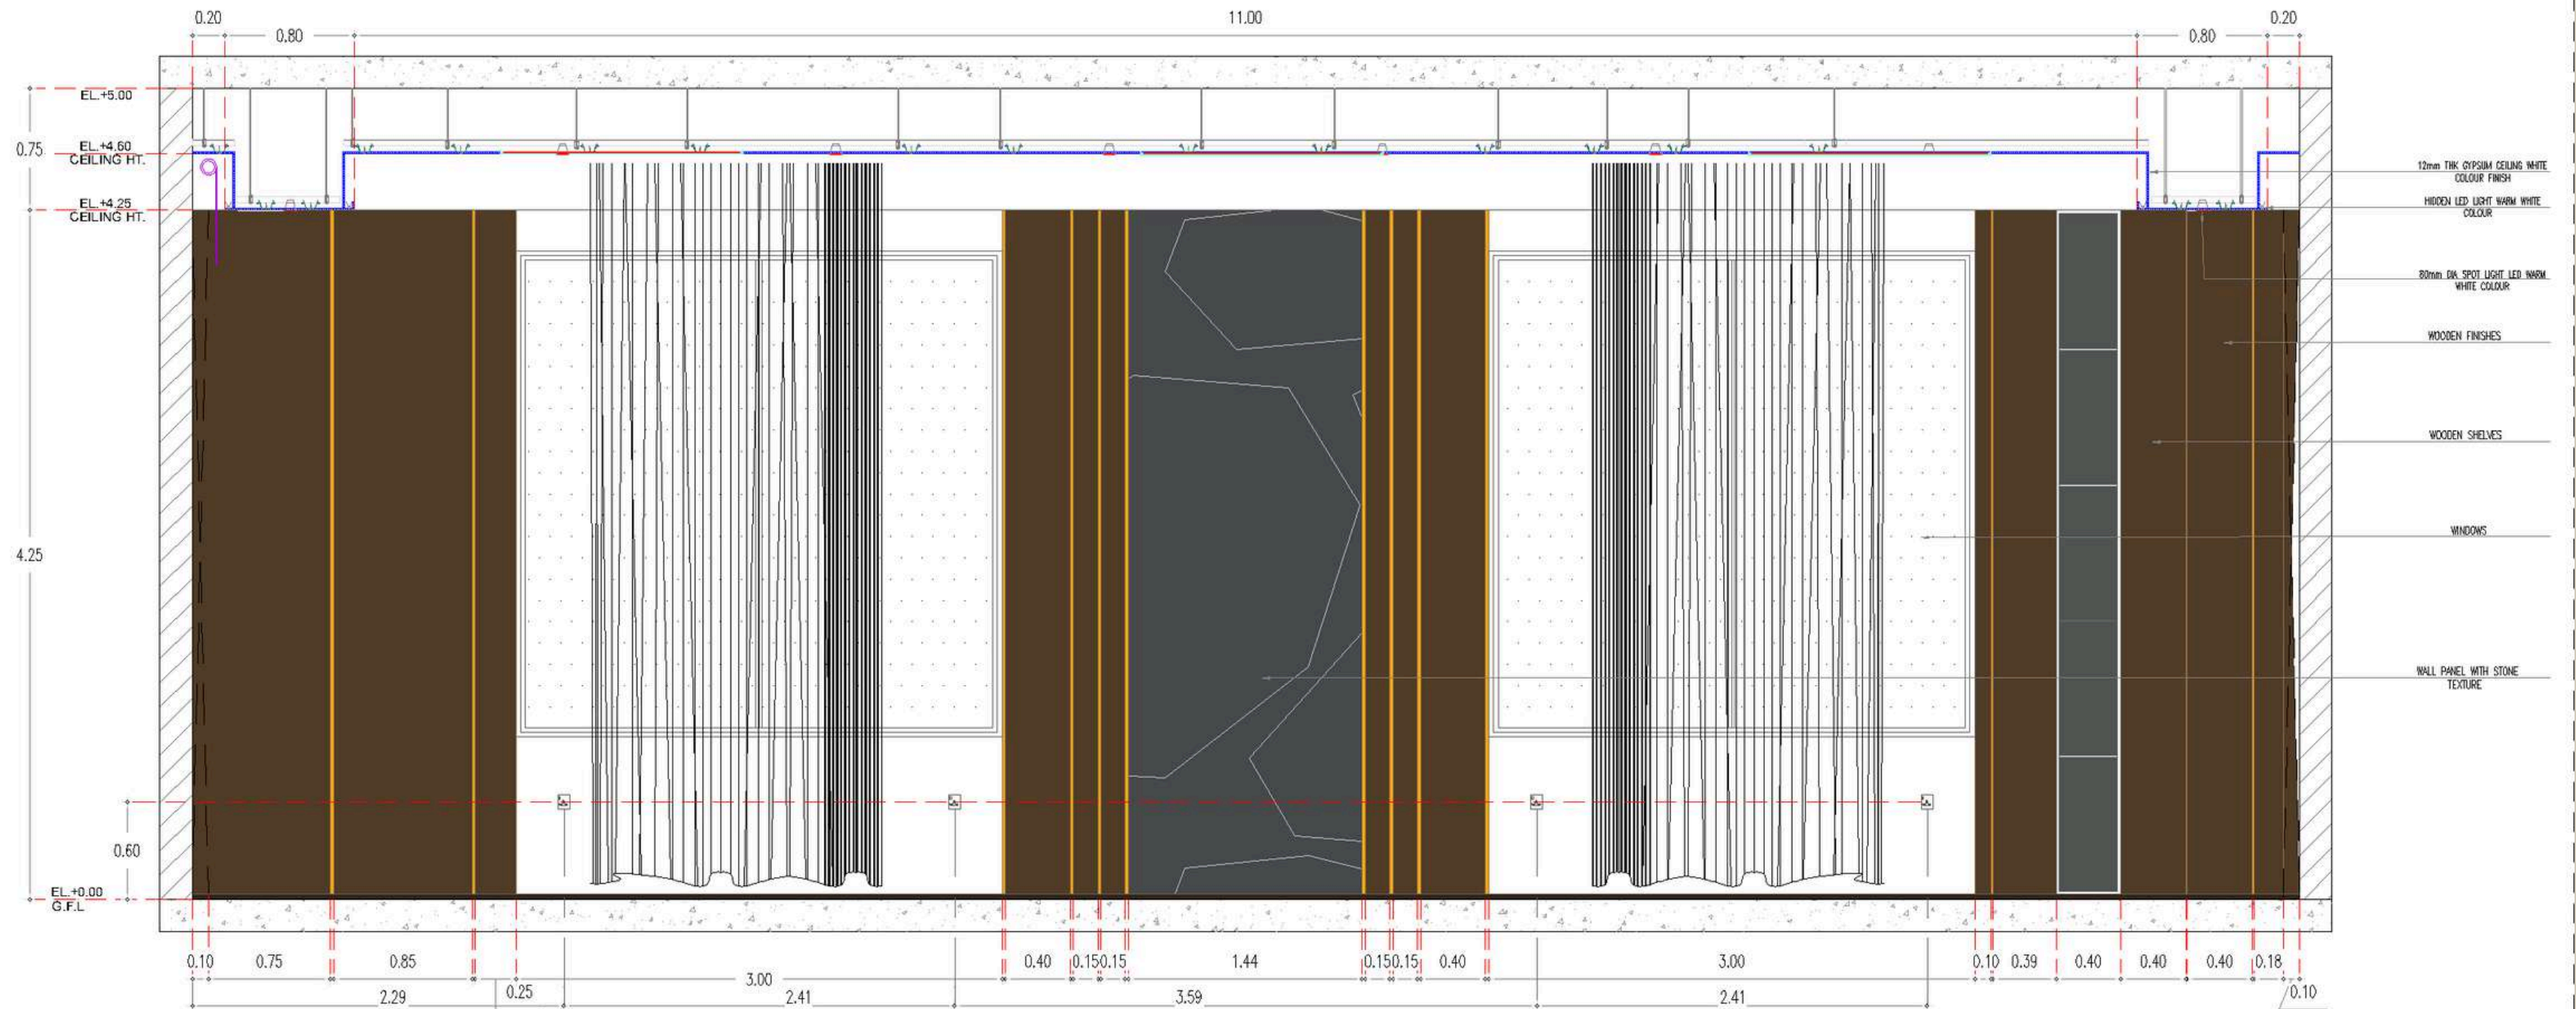 0.20
11.00
0.20
0.80
0.80
EL.+5.00
0.75
EL.+4.60
CEILING HT.
12mm THK GYPSUM CEILING WHITE
COLOUR FINISH
EL.+4.25
CEILING HT.
HIDDEN LED LIGHT WARM WHITE
COLOUR
80mm DIA SPOT LIGHT LED WARM
WHITE COLOUR
WOODEN FINISHES
WOODEN SHELVES
WINDOWS
4.25
WALL PANEL WITH STONE
TEXTURE
0.60
EL.+0.00
G.F.L
0.10 0.75 0.85 3.00 0.40 0.15 0.15 1.44 0.15 0.15 0.40 3.00 0.10 0.39 0.40 0.40 0.40 0.18
2.29 0.25 2.41 3.59 2.41 0.10